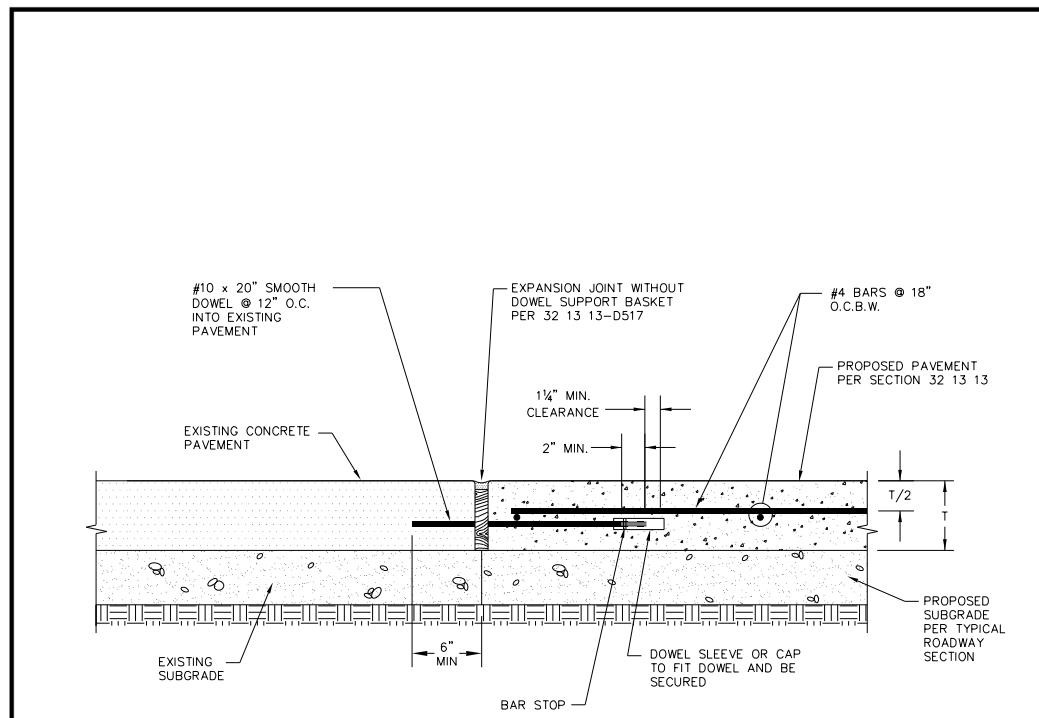 #10 x 20" SMOOTH
DOWEL @ 12" O.C.
INTO EXISTING
PAVEMENT
EXPANSION JOINT WITHOUT
DOWEL SUPPORT BASKET
PER 32 13 13-D517
#4 BARS @ 18"
O.C.B.W.
PROPOSED PAVEMENT
PER SECTION 32 13 13
1¼" MIN.
CLEARANCE
2" MIN.
EXISTING CONCRETE
PAVEMENT
T/2
T
6"
MIN
EXISTING
SUBGRADE
BAR STOP
DOWEL SLEEVE OR CAP
TO FIT DOWEL AND BE
SECURED
PROPOSED
SUBGRADE
PER TYPICAL
ROADWAY
SECTION